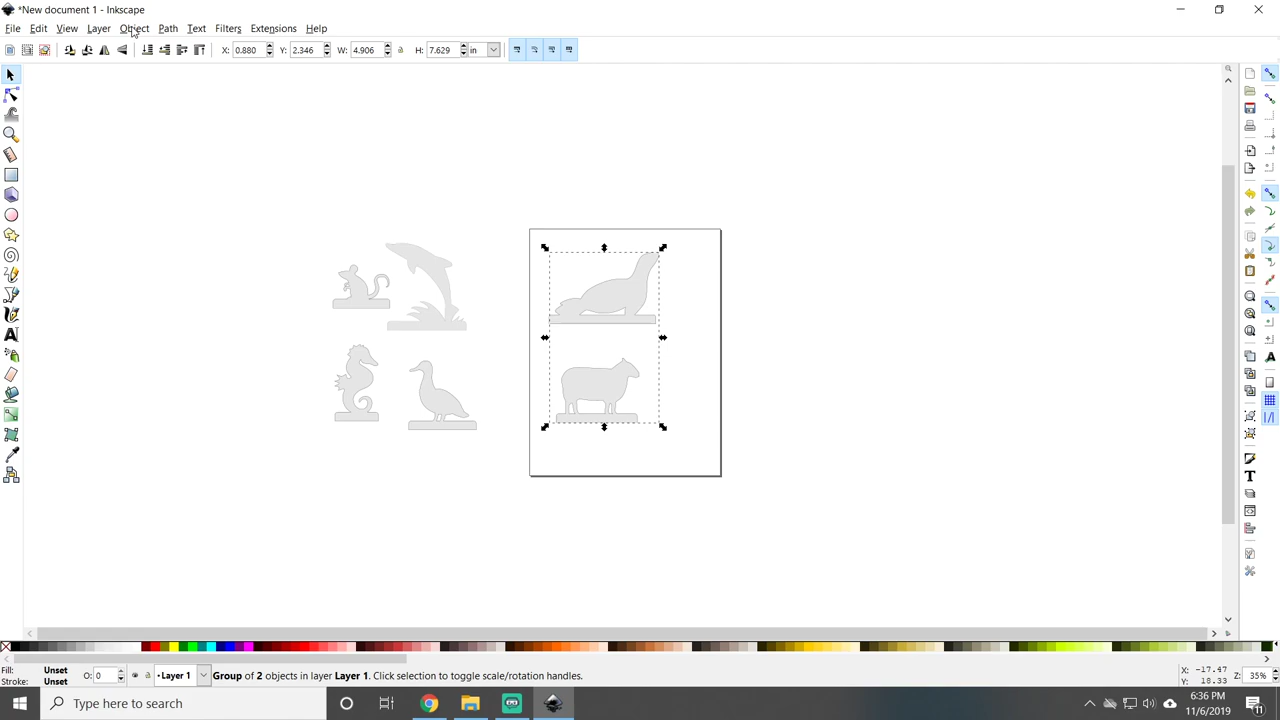 *New document 1 - Inkscape
File Edit View Layer Object Path Text Filters Extensions Help
X: 0.880 Y: 2.346 W: 4.906 H: 7.629 in
Fill: Unset
Stroke: Unset
O: 0
Layer 1
Group of 2 objects in layer Layer 1. Click selection to toggle scale/rotation handles.
X: -17.47
Y: 18.33
Z: 35%
Type here to search
6:36 PM
11/6/2019
11